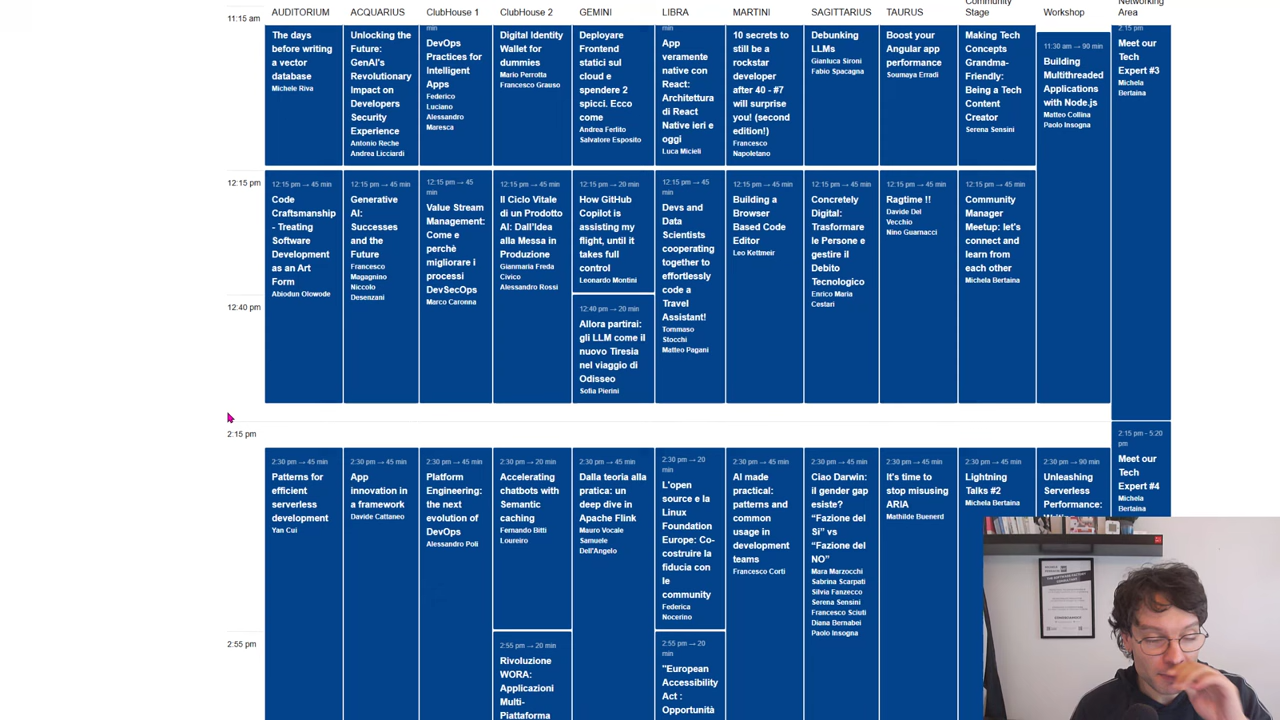 11:15 am
AUDITORIUM
ACQUARIUS
ClubHouse 1
ClubHouse 2
GEMINI
LIBRA
MARTINI
SAGITTARIUS
TAURUS
Community
Stage
Workshop
Networking
Area
The days
before writing
a vector
database
Michele Riva
Unlocking the
Future:
GenAI's
Revolutionary
Impact on
Developers
Security
Experience
Antonio Reche
Andrea Licciardi
min
DevOps
Practices for
Intelligent
Apps
Federico
Luciano
Alessandro
Maresca
Digital Identity
Wallet for
dummies
Mario Perrotta
Francesco Grauso
Deployare
Frontend
statici sul
cloud e
spendere 2
spicci. Ecco
come
Andrea Ferlito
Salvatore Esposito
min
App
veramente
native con
React:
Architettura
di React
Native ieri e
oggi
Luca Micieli
10 secrets to
still be a
rockstar
developer
after 40 - #7
will surprise
you! (second
edition!)
Francesco
Napoletano
Debunking
LLMs
Gianluca Sironi
Fabio Spacagna
Boost your
Angular app
performance
Soumaya Erradi
Making Tech
Concepts
Grandma-
Friendly:
Being a Tech
Content
Creator
Serena Sensini
11:30 am → 90 min
Building
Multithreaded
Applications
with Node.js
Matteo Collina
Paolo Insogna
2:15 pm
Meet our
Tech
Expert #3
Michela
Bertaina
12:15 pm
12:15 pm → 45 min
Code
Craftsmanship
- Treating
Software
Development
as an Art
Form
Abiodun Olowode
12:15 pm → 45 min
Generative
AI:
Successes
and the
Future
Francesco
Magagnino
Niccolo
Desenzani
12:15 pm → 45
min
Value Stream
Management:
Come e
perchè
migliorare i
processi
DevSecOps
Marco Caronna
12:15 pm → 45 min
Il Ciclo Vitale
di un Prodotto
AI: Dall'Idea
alla Messa in
Produzione
Gianmaria Freda
Civico
Alessandro Rossi
12:15 pm → 20 min
How GitHub
Copilot is
assisting my
flight, until it
takes full
control
Leonardo Montini
12:15 pm → 45
min
Devs and
Data
Scientists
cooperating
together to
effortlessly
code a
Travel
Assistant!
Tommaso
Stocchi
Matteo Pagani
12:15 pm → 45 min
Building a
Browser
Based Code
Editor
Leo Kettmeir
12:15 pm → 45 min
Concretely
Digital:
Trasformare
le Persone e
gestire il
Debito
Tecnologico
Enrico Maria
Cestari
12:15 pm → 45 min
Ragtime !!
Davide Del
Vecchio
Nino Guarnacci
12:15 pm → 45 min
Community
Manager
Meetup: let's
connect and
learn from
each other
Michela Bertaina
12:40 pm
12:40 pm → 20 min
Allora partirai:
gli LLM come il
nuovo Tiresia
nel viaggio di
Odisseo
Sofia Pierini
2:15 pm
2:15 pm - 5:20
pm
Meet our
Tech
Expert #4
Michela
Bertaina
2:30 pm → 45 min
Patterns for
efficient
serverless
development
Yan Cui
2:30 pm → 45 min
App
innovation in
a framework
Davide Cattaneo
2:30 pm → 45 min
Platform
Engineering:
the next
evolution of
DevOps
Alessandro Poli
2:30 pm → 20 min
Accelerating
chatbots with
Semantic
caching
Fernando Bitti
Loureiro
2:30 pm → 45 min
Dalla teoria alla
pratica: un
deep dive in
Apache Flink
Mauro Vocale
Samuele
Dell'Angelo
2:30 pm → 20
min
L'open
source e la
Linux
Foundation
Europe: Co-
costruire la
fiducia con
le
community
Federica
Nocerino
2:30 pm → 45 min
AI made
practical:
patterns and
common
usage in
development
teams
Francesco Corti
2:30 pm → 45 min
Ciao Darwin:
il gender gap
esiste?
“Fazione del
Sì” vs
“Fazione del
NO”
Mara Marzocchi
Sabrina Scarpati
Silvia Fanzecco
Serena Sensini
Francesco Sciuti
Diana Bernabei
Paolo Insogna
2:30 pm → 45 min
It's time to
stop misusing
ARIA
Mathilde Buenerd
2:30 pm → 45 min
Lightning
Talks #2
Michela Bertaina
2:30 pm → 90 min
Unleashing
Serverless
Performance:
2:55 pm
2:55 pm → 20 min
Rivoluzione
WORA:
Applicazioni
Multi-
Piattaforma
2:55 pm → 20
min
"European
Accessibility
Act :
Opportunità